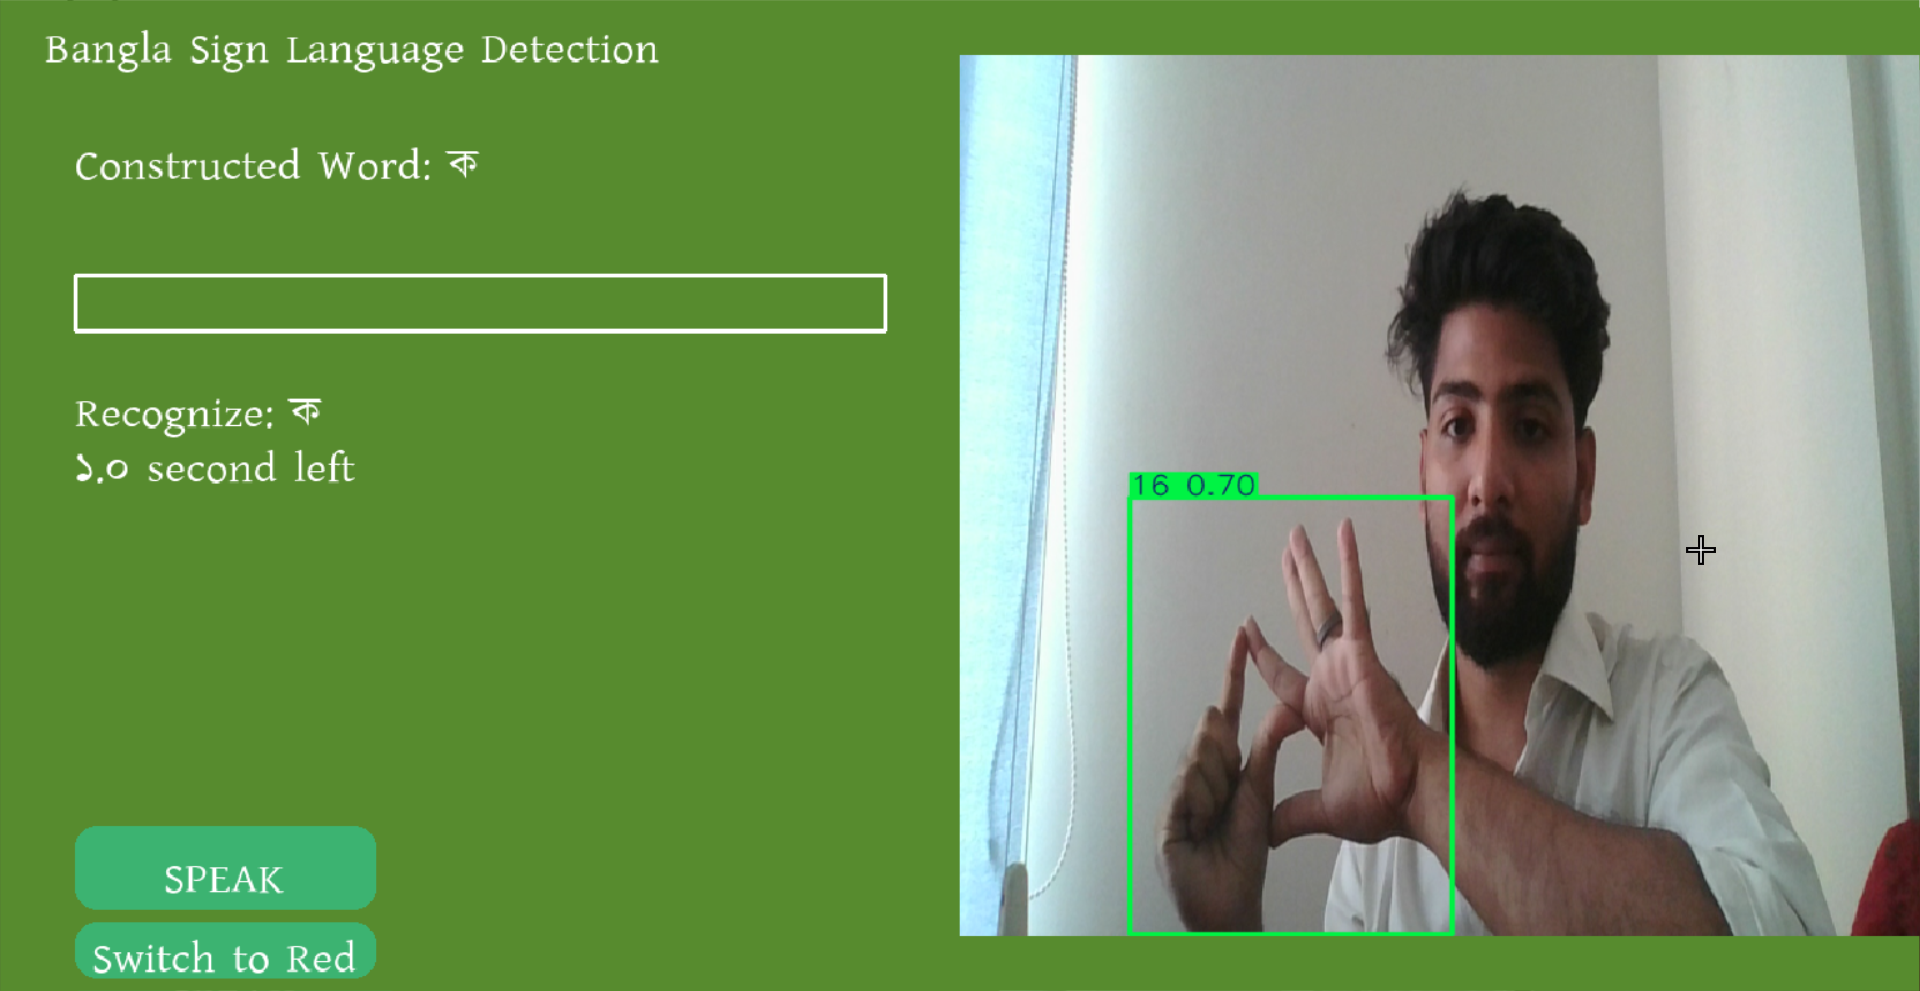 Bangla Sign Language Detection
Constructed Word: ক
Recognize: ক
১.০ second left
16 0.70
SPEAK
Switch to Red